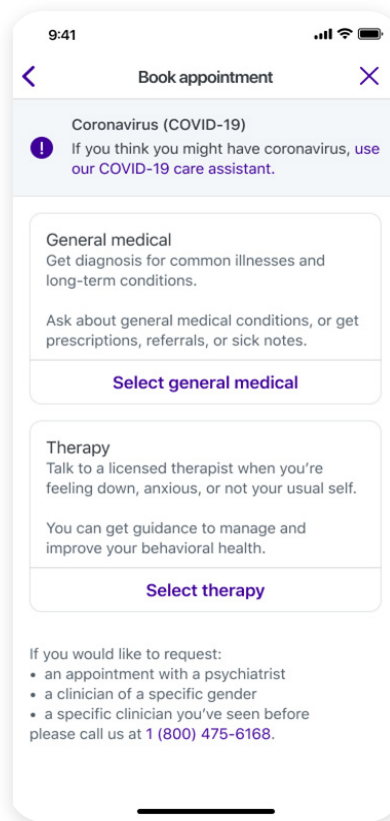 9:41
Book appointment
Coronavirus (COVID-19)
If you think you might have coronavirus, use
our COVID-19 care assistant.
General medical
Get diagnosis for common illnesses and
long-term conditions.
Ask about general medical conditions, or get
prescriptions, referrals, or sick notes.
Select general medical
Therapy
Talk to a licensed therapist when you’re
feeling down, anxious, or not your usual self.
You can get guidance to manage and
improve your behavioral health.
Select therapy
If you would like to request:
• an appointment with a psychiatrist
• a clinician of a specific gender
• a specific clinician you’ve seen before
please call us at 1 (800) 475-6168.